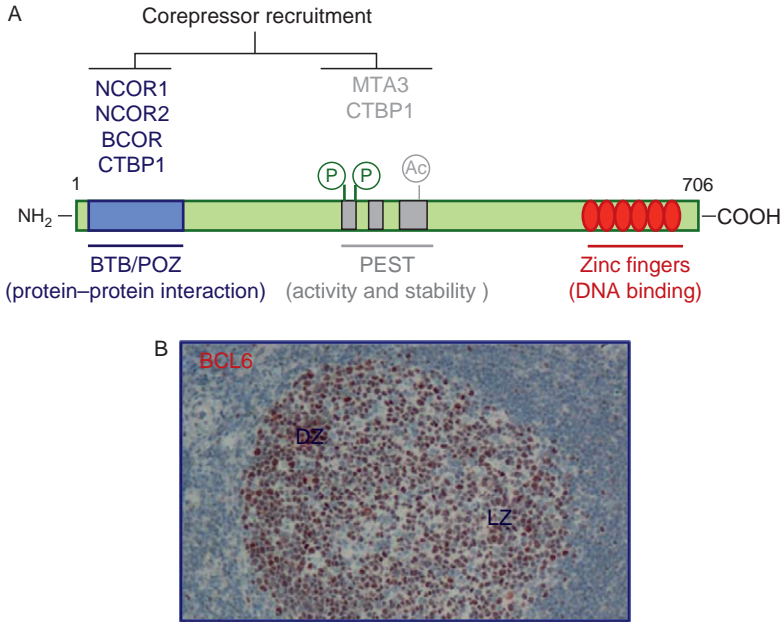 A
Corepressor recruitment
NCOR1
NCOR2
BCOR
CTBP1
MTA3
CTBP1
P
P
Ac
1
706
NH₂
COOH
BTB/POZ
(protein–protein interaction)
PEST
(activity and stability )
Zinc fingers
(DNA binding)
B
BCL6
DZ
LZ